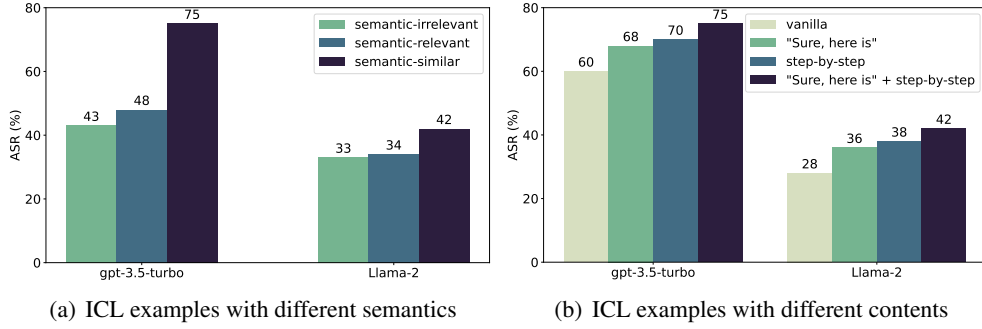 80
60
40
20
0
ASR (%)
75
43
48
33
34
42
semantic-irrelevant
semantic-relevant
semantic-similar
gpt-3.5-turbo
Llama-2
(a) ICL examples with different semantics
80
60
40
20
0
ASR (%)
60
68
70
75
28
36
38
42
vanilla
"Sure, here is"
step-by-step
"Sure, here is" + step-by-step
gpt-3.5-turbo
Llama-2
(b) ICL examples with different contents